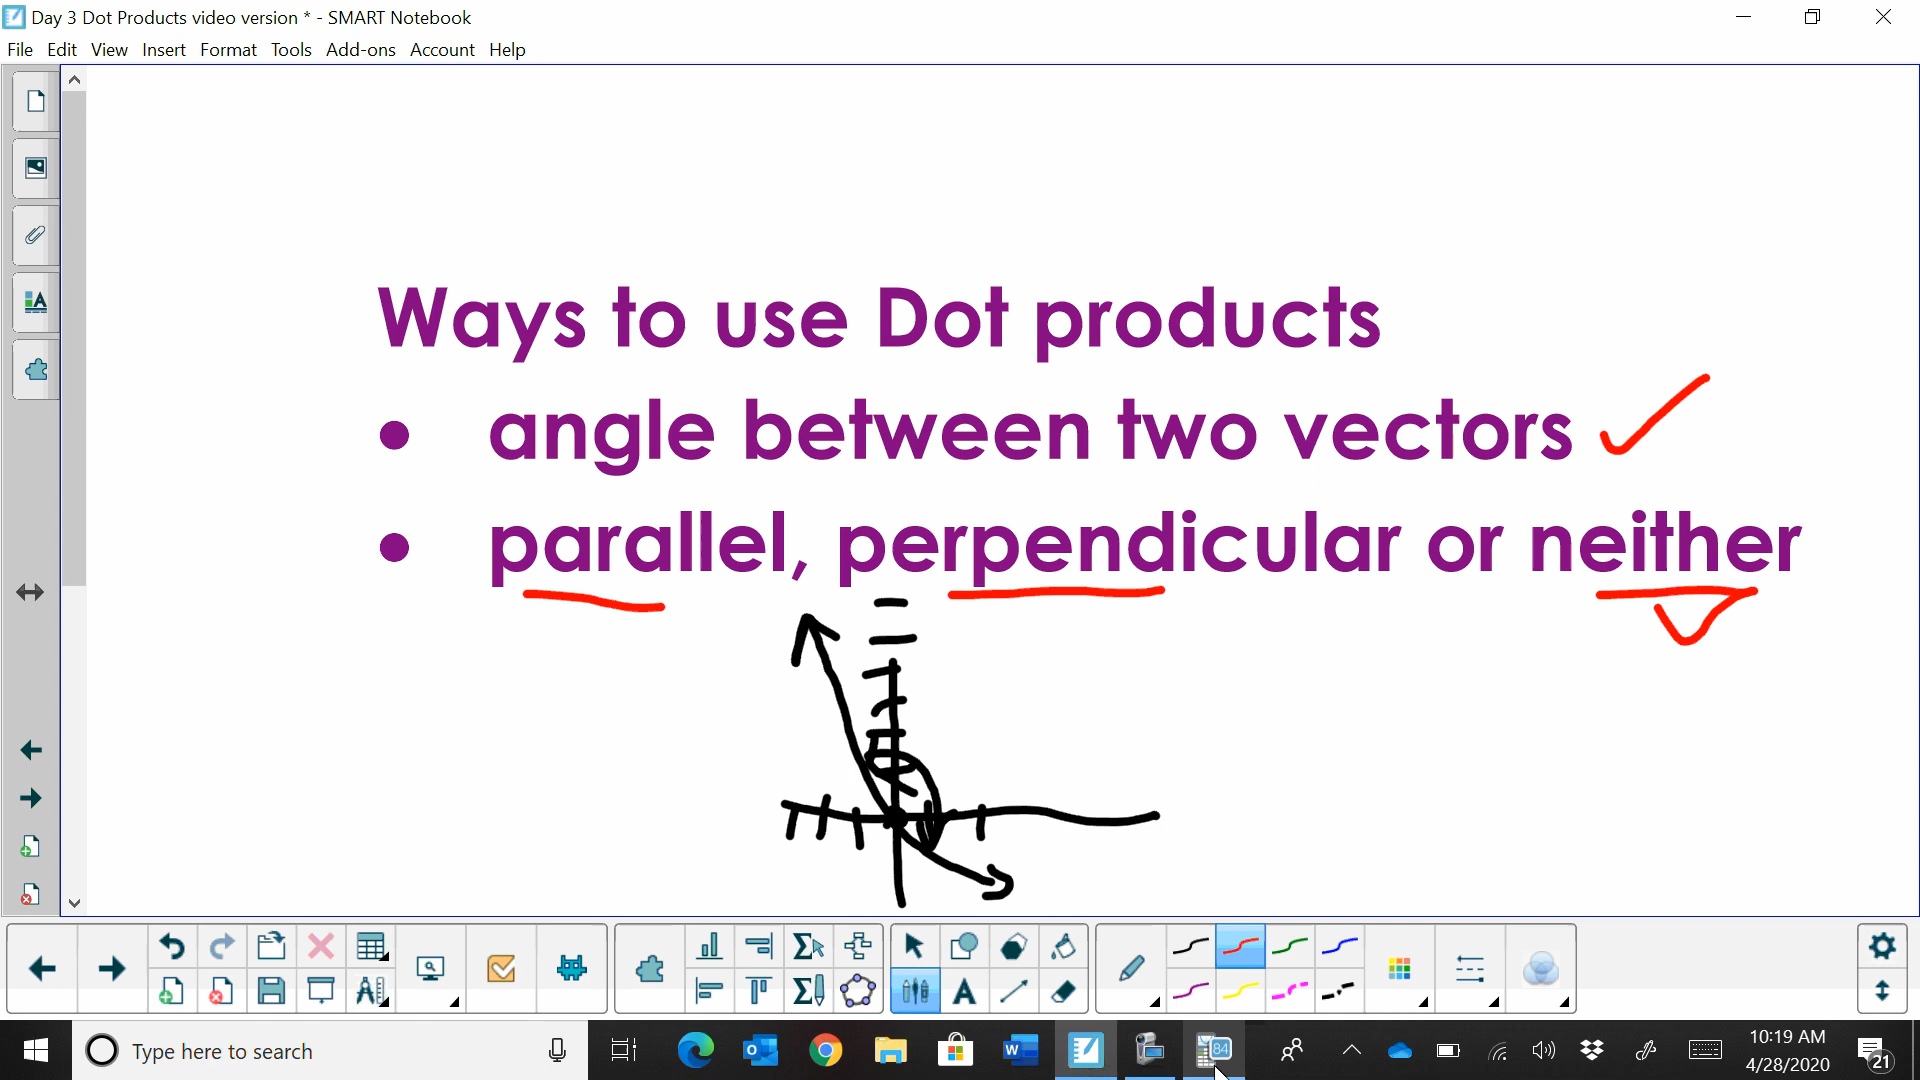 Day 3 Dot Products video version * - SMART Notebook
File Edit View Insert Format Tools Add-ons Account Help
Ways to use Dot products
• angle between two vectors
• parallel, perpendicular or neither
Type here to search
84
10:19 AM
4/28/2020
21